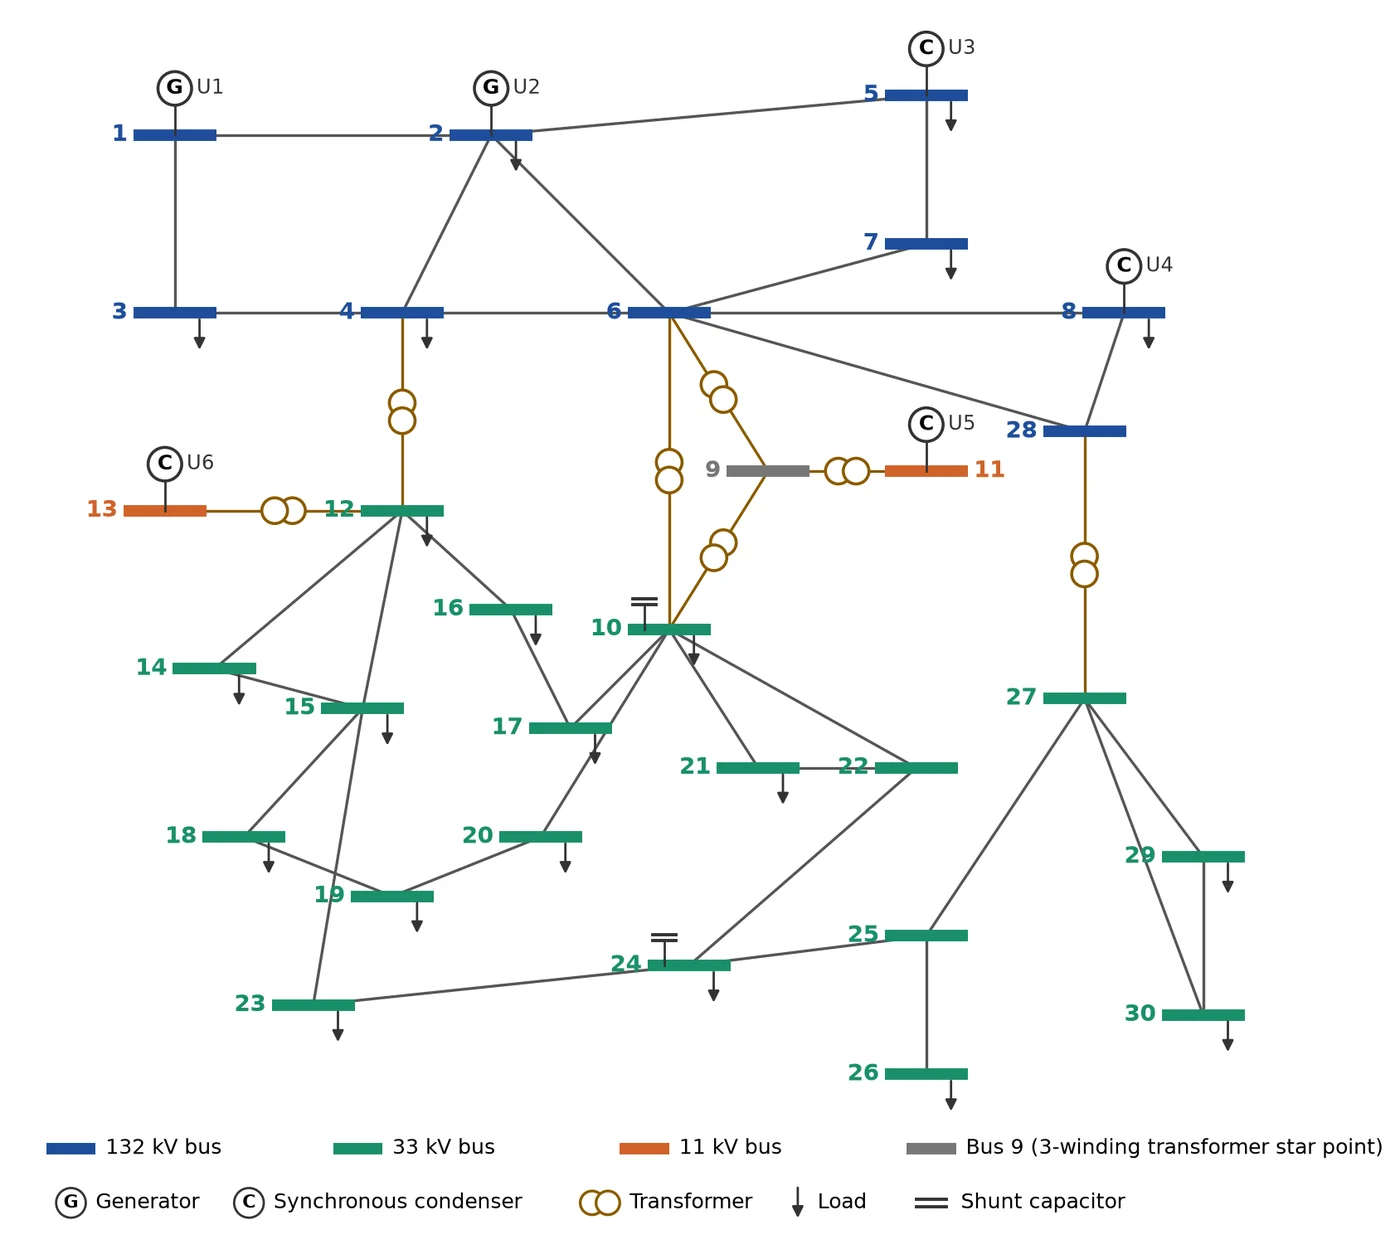 C U3
5
G U1
G U2
1
2
7
C U4
3
4
6
8
C U5
28
C U6
9
11
13
12
16
10
14
15
27
17
21
22
18
20
29
19
25
24
23
30
26
132 kV bus
33 kV bus
11 kV bus
Bus 9 (3-winding transformer star point)
G Generator
C Synchronous condenser
Transformer
Load
Shunt capacitor